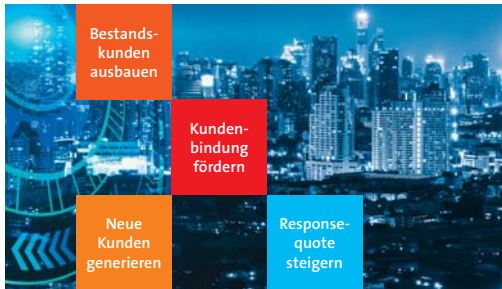 Bestands-
kunden
ausbauen
Kunden-
bindung
fördern
Neue
Kunden
generieren
Response-
quote
steigern